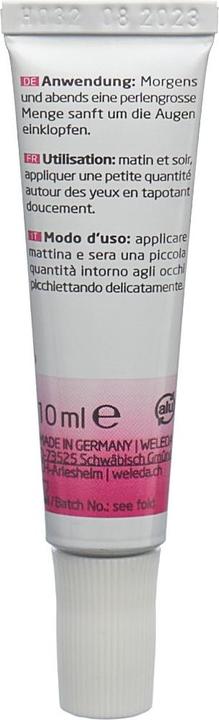 H032 08 2023
DE Anwendung: Morgens
und abends eine perlengrosse
Menge sanft um die Augen
einklopfen.
FR Utilisation: matin et soir,
appliquer une petite quantité
autour des yeux en tapotant
doucement.
IT Modo d'uso: applicare
mattina e sera una piccola
quantità intorno agli occhi
picchiettando delicatamente.
10 ml e
alu
MADE IN GERMANY | WELEDA
D-73525 Schwäbisch Gmünd
CH-Arlesheim | weleda.ch
/Batch No.: see fold